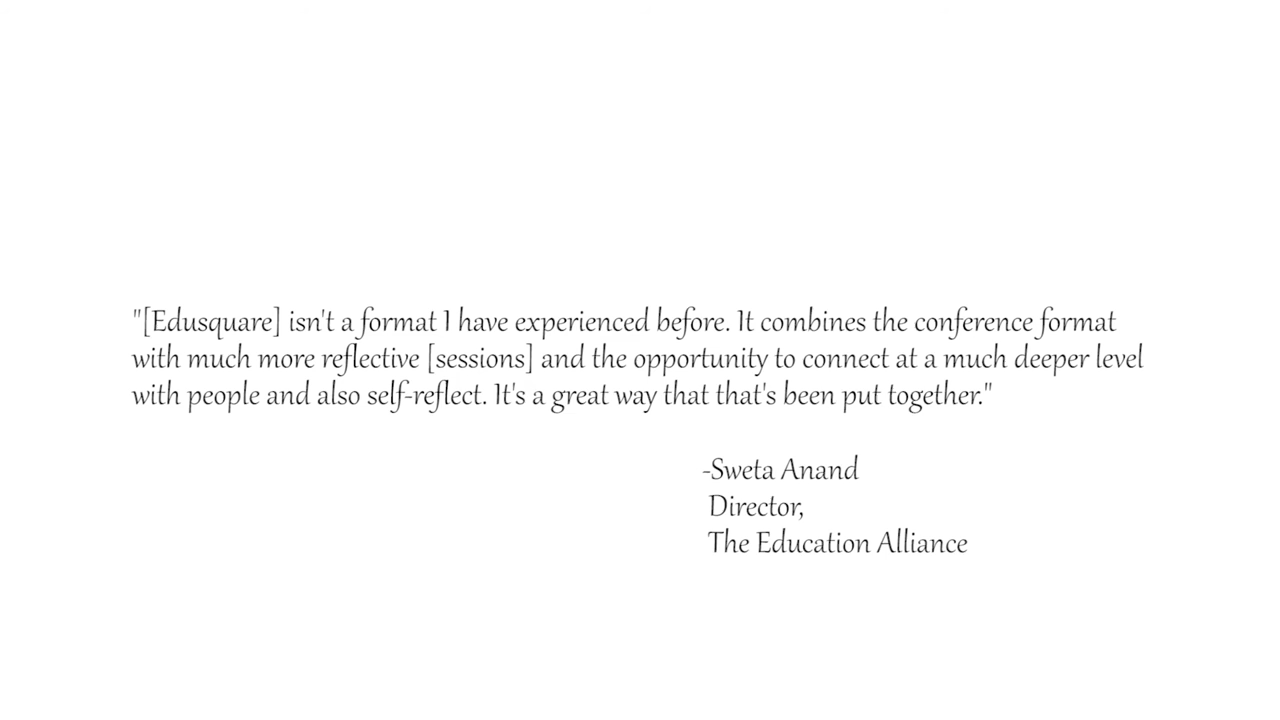 "[Edusquare] isn't a format I have experienced before. It combines the conference format
with much more reflective [sessions] and the opportunity to connect at a much deeper level
with people and also self-reflect. It's a great way that that's been put together."
-Sweta Anand
Director,
The Education Alliance